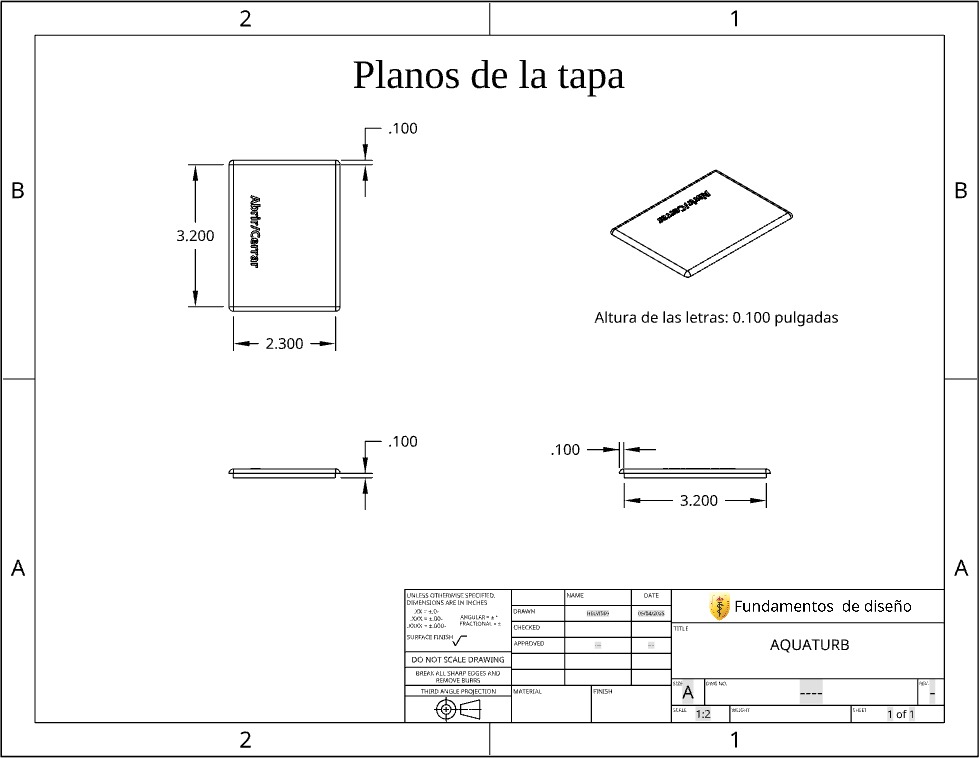 2
1
Planos de la tapa
.100
B
B
Abrir/Cerrar
Abrir/Cerrar
3.200
Altura de las letras: 0.100 pulgadas
2.300
.100
.100
3.200
A
A
UNLESS OTHERWISE SPECIFIED,
DIMENSIONS ARE IN INCHES
.XX = ±.0-
.XXX = ±.00-
.XXXX = ±.000-
ANGULAR = ± °
FRACTIONAL = ±
SURFACE FINISH
DO NOT SCALE DRAWING
BREAK ALL SHARP EDGES AND
REMOVE BURRS
THIRD ANGLE PROJECTION
NAME
DATE
DRAWN
CHECKED
APPROVED
MATERIAL
FINISH
Fundamentos de diseño
TITLE
AQUATURB
SIZE
A
DWG NO.
----
REV.
-
SCALE
1:2
WEIGHT
SHEET
1 of 1
2
1